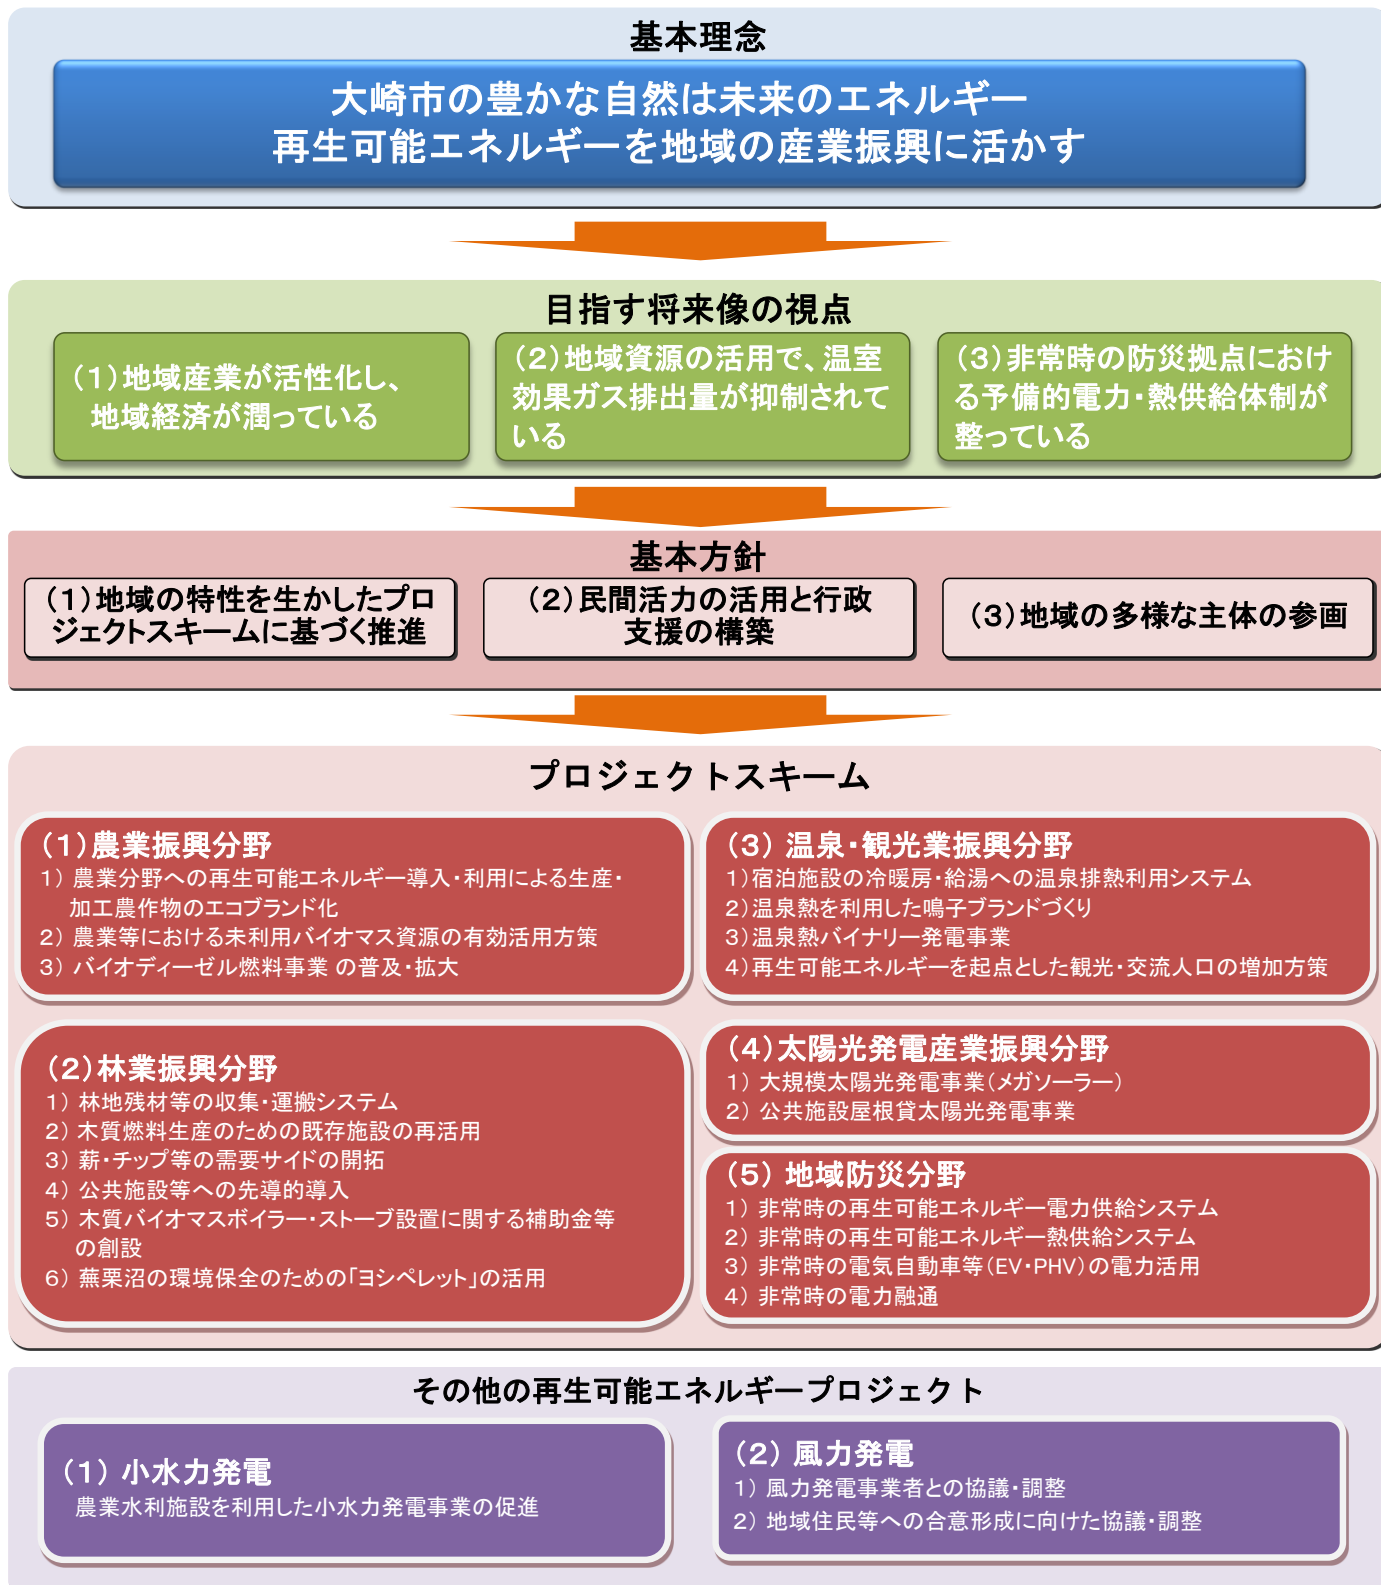 基本理念
大崎市の豊かな自然は未来のエネルギー
再生可能エネルギーを地域の産業振興に活かす
目指す将来像の視点
（1）地域産業が活性化し、
地域経済が潤っている
（2）地域資源の活用で、温室
効果ガス排出量が抑制されて
いる
（3）非常時の防災拠点におけ
る予備的電力・熱供給体制が
整っている
基本方針
（1）地域の特性を生かしたプロ
ジェクトスキームに基づく推進
（2）民間活力の活用と行政
支援の構築
（3）地域の多様な主体の参画
プロジェクトスキーム
（1）農業振興分野
1） 農業分野への再生可能エネルギー導入・利用による生産・
加工農作物のエコブランド化
2） 農業等における未利用バイオマス資源の有効活用方策
3） バイオディーゼル燃料事業 の普及・拡大
（2）林業振興分野
1） 林地残材等の収集・運搬システム
2） 木質燃料生産のための既存施設の再活用
3） 薪・チップ等の需要サイドの開拓
4） 公共施設等への先導的導入
5） 木質バイオマスボイラー・ストーブ設置に関する補助金等
の創設
6） 蕪栗沼の環境保全のための「ヨシペレット」の活用
（3） 温泉・観光業振興分野
1）宿泊施設の冷暖房・給湯への温泉排熱利用システム
2）温泉熱を利用した鳴子ブランドづくり
3）温泉熱バイナリー発電事業
4）再生可能エネルギーを起点とした観光・交流人口の増加方策
（4）太陽光発電産業振興分野
1） 大規模太陽光発電事業（メガソーラー）
2） 公共施設屋根貸太陽光発電事業
（5） 地域防災分野
1） 非常時の再生可能エネルギー電力供給システム
2） 非常時の再生可能エネルギー熱供給システム
3） 非常時の電気自動車等（EV・PHV）の電力活用
4） 非常時の電力融通
その他の再生可能エネルギープロジェクト
（1） 小水力発電
農業水利施設を利用した小水力発電事業の促進
（2） 風力発電
1） 風力発電事業者との協議・調整
2） 地域住民等への合意形成に向けた協議・調整